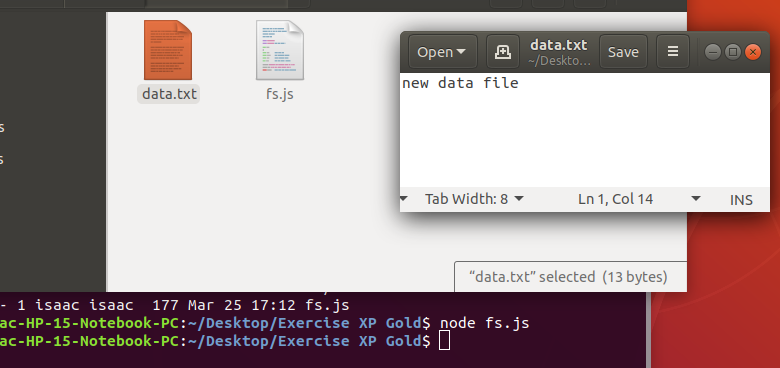 Open
data.txt
~/Deskto...
Save
new data file
data.txt
fs.js
s
s
Tab Width: 8
Ln 1, Col 14
INS
“data.txt” selected (13 bytes)
- 1 isaac isaac  177 Mar 25 17:12 fs.js
ac-HP-15-Notebook-PC:~/Desktop/Exercise XP Gold$ node fs.js
ac-HP-15-Notebook-PC:~/Desktop/Exercise XP Gold$